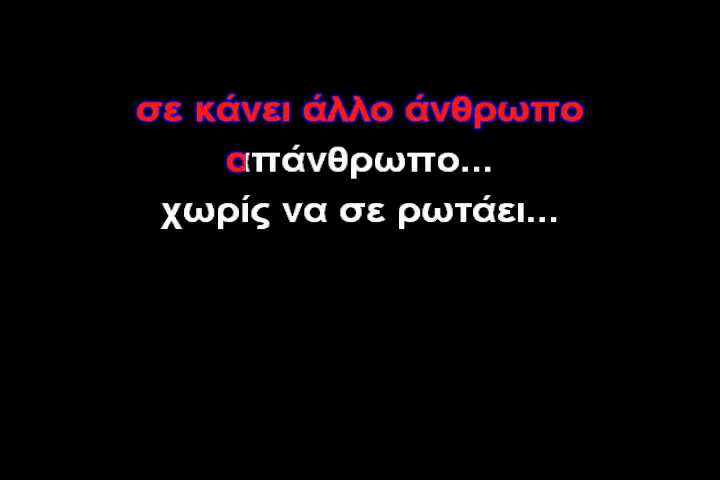 σε κάνει άλλο άνθρωπο
απάνθρωπο...
χωρίς να σε ρωτάει...